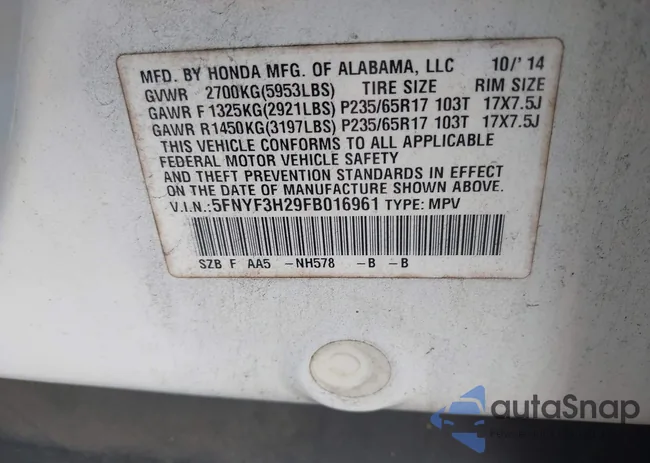 MFD. BY HONDA MFG. OF ALABAMA, LLC 10/'14
GVWR 2700KG(5953LBS) TIRE SIZE RIM SIZE
GAWR F 1325KG(2921LBS) P235/65R17 103T 17X7.5J
GAWR R1450KG(3197LBS) P235/65R17 103T 17X7.5J
THIS VEHICLE CONFORMS TO ALL APPLICABLE
FEDERAL MOTOR VEHICLE SAFETY
AND THEFT PREVENTION STANDARDS IN EFFECT
ON THE DATE OF MANUFACTURE SHOWN ABOVE.
V.I.N.:5FNYF3H29FB016961 TYPE: MPV
SZB F AA5 -NH578 -B -B
autoSnap